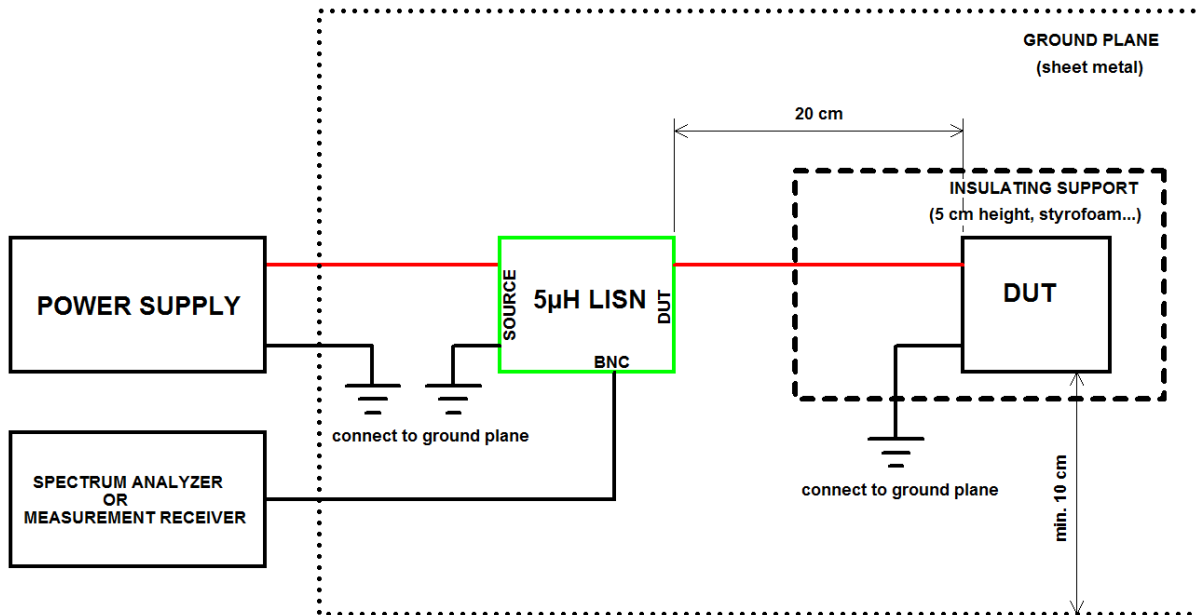 GROUND PLANE
(sheet metal)
20 cm
INSULATING SUPPORT
(5 cm height, styrofoam...)
POWER SUPPLY
SOURCE
5µH LISN
DUT
BNC
DUT
connect to ground plane
SPECTRUM ANALYZER
OR
MEASUREMENT RECEIVER
connect to ground plane
min. 10 cm